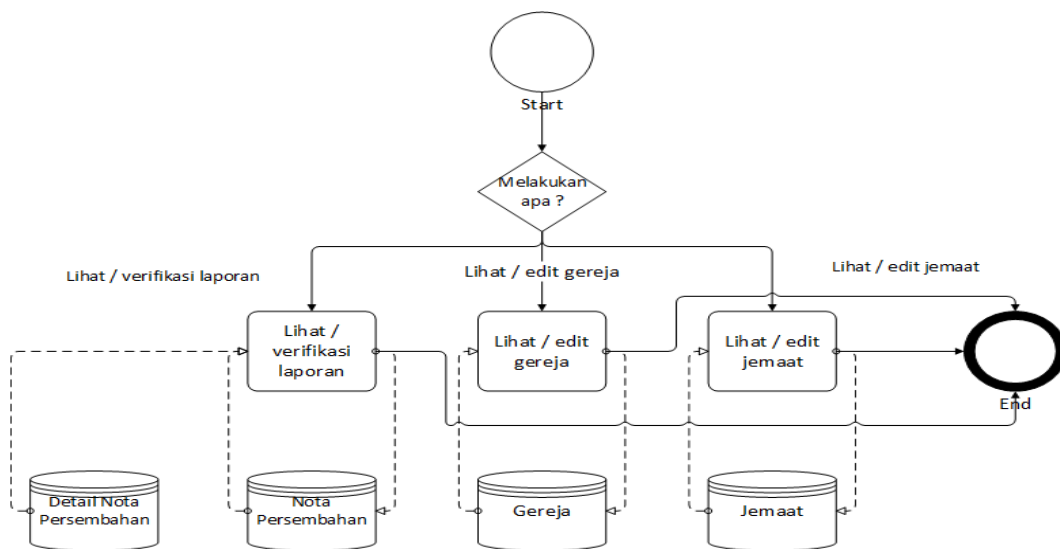 Start
Melakukan
apa ?
Lihat / verifikasi laporan
Lihat / edit gereja
Lihat / edit jemaat
Lihat /
verifikasi
laporan
Lihat / edit
gereja
Lihat / edit
jemaat
End
Detail Nota
Persembahan
Nota
Persembahan
Gereja
Jemaat